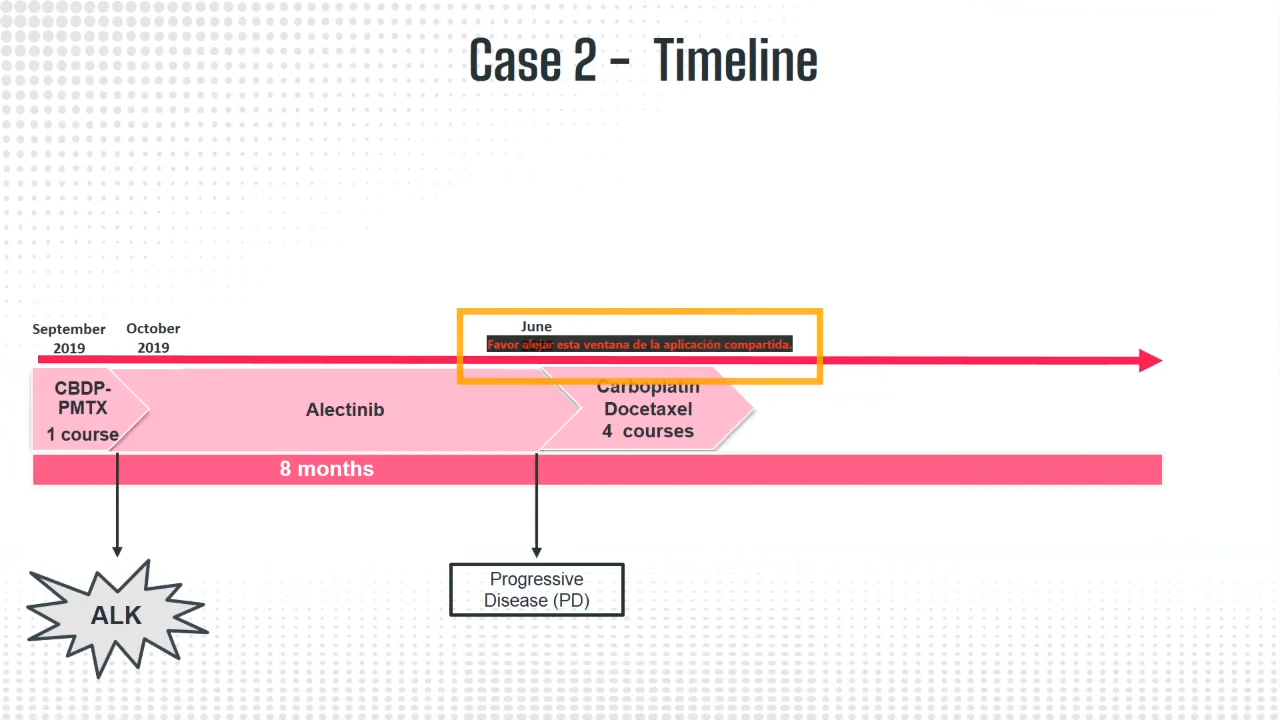 Case 2 - Timeline
September
2019
October
2019
June
Favor alejar esta ventana de la aplicación compartida.
CBDP-
PMTX
1 course
Alectinib
Carboplatin
Docetaxel
4 courses
8 months
ALK
Progressive
Disease (PD)